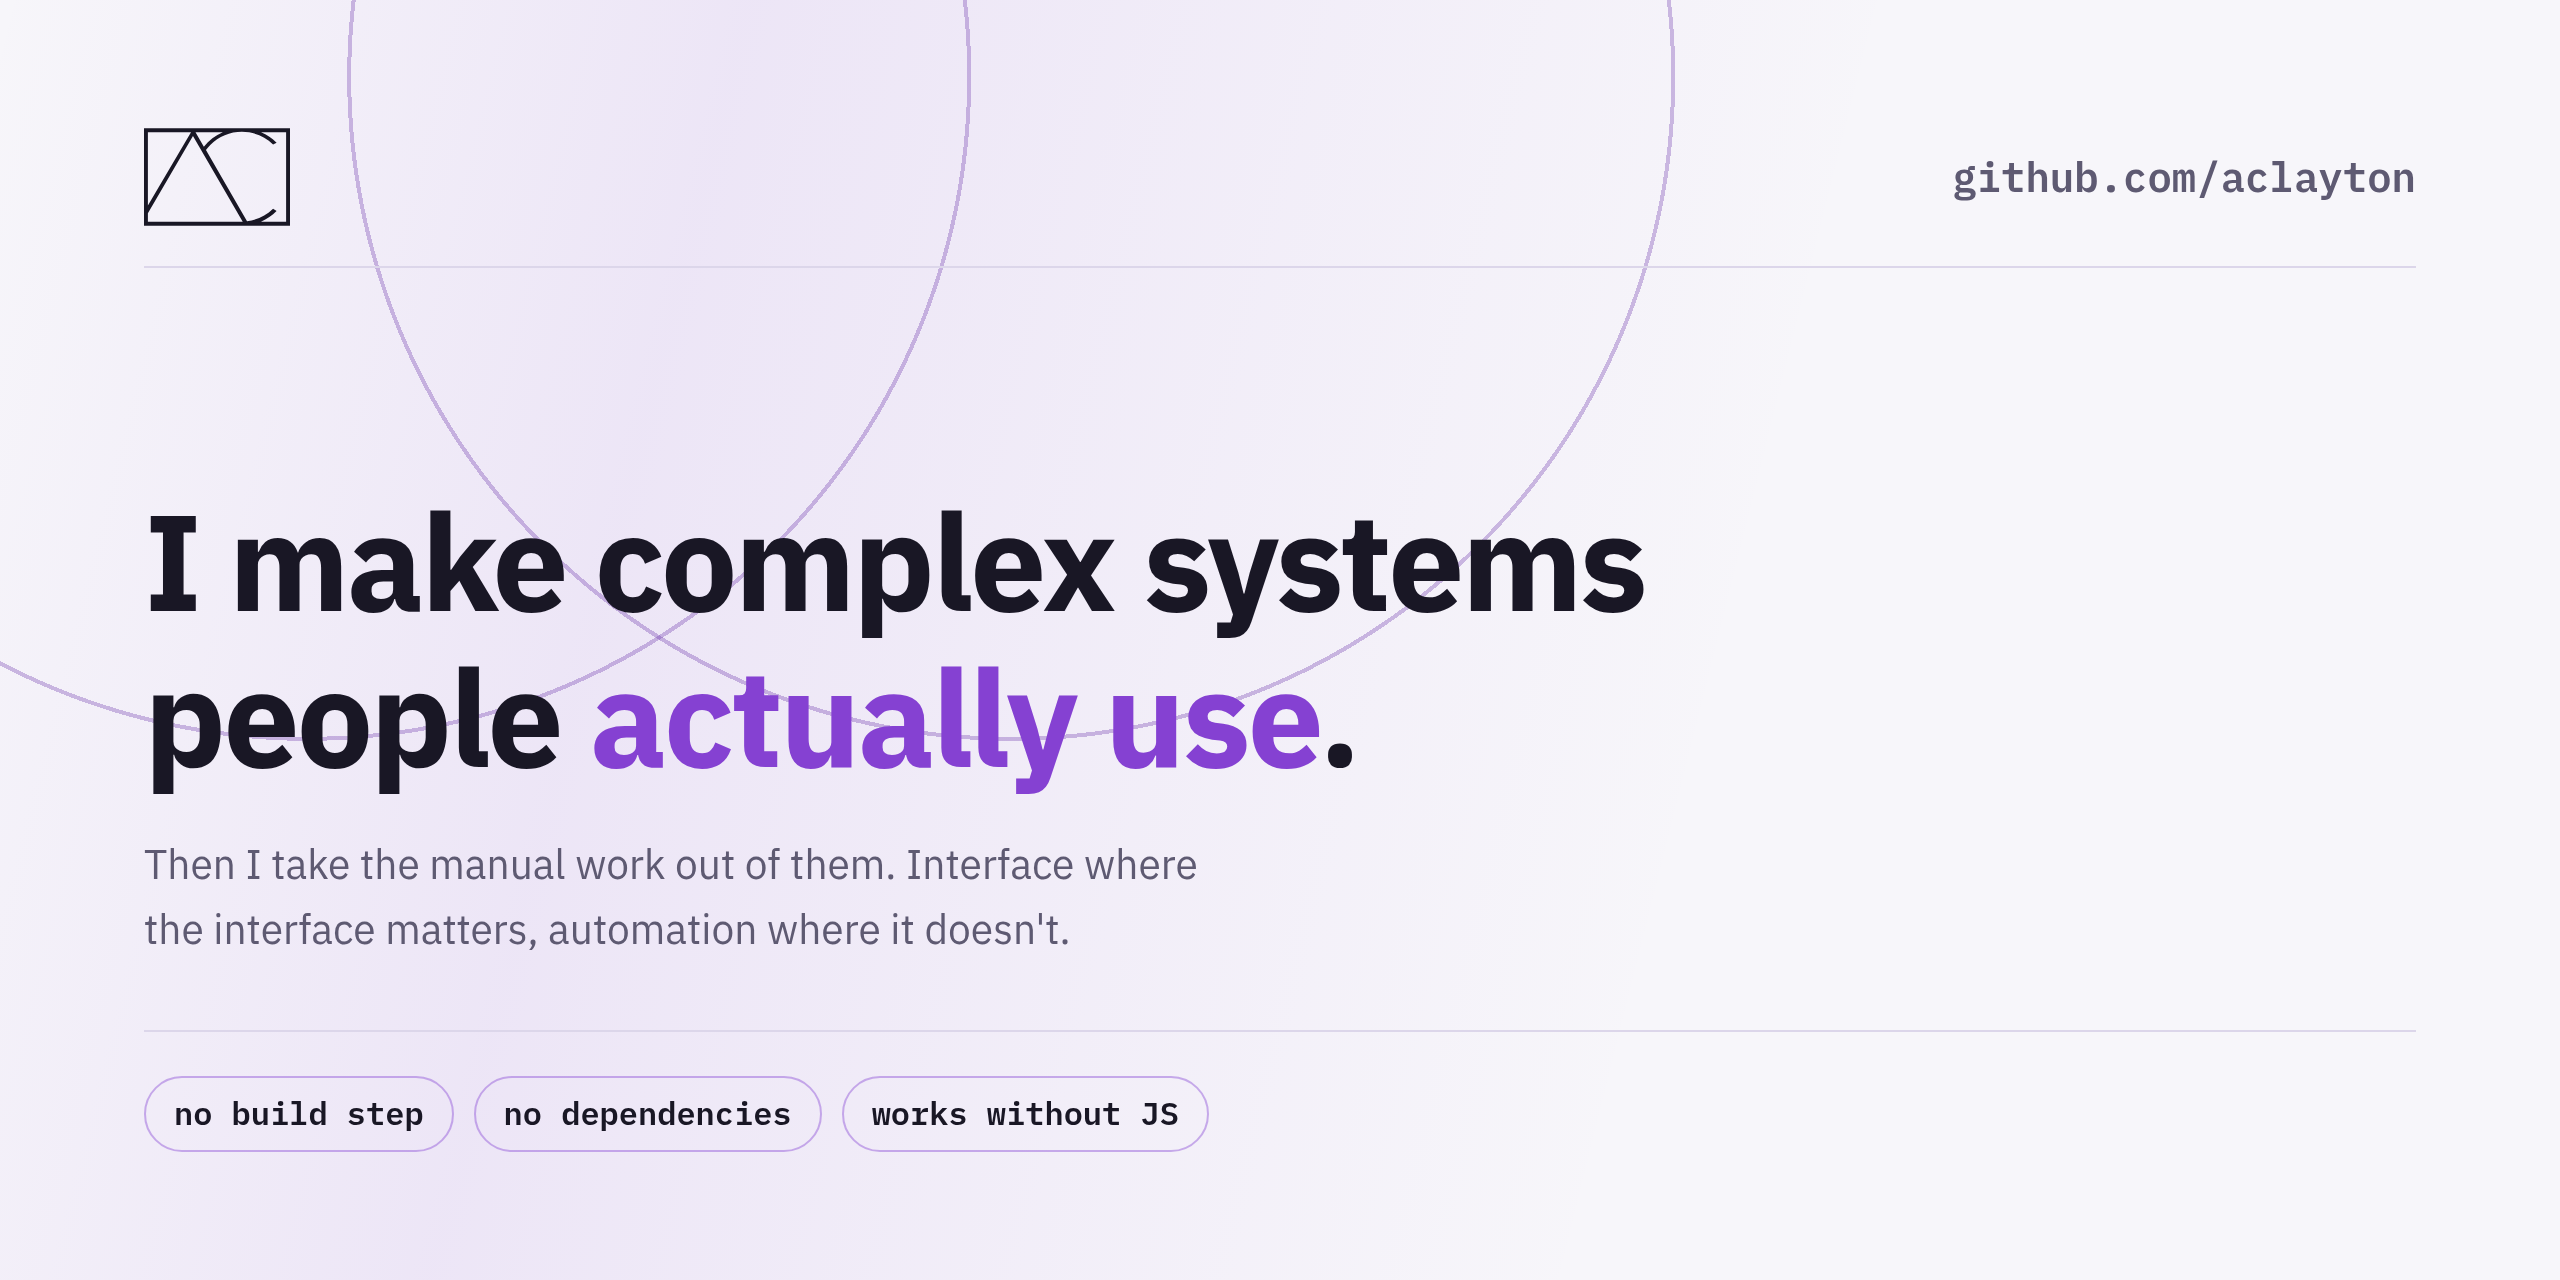 AC
github.com/aclayton
I make complex systems
people actually use.
Then I take the manual work out of them. Interface where
the interface matters, automation where it doesn't.
no build step
no dependencies
works without JS